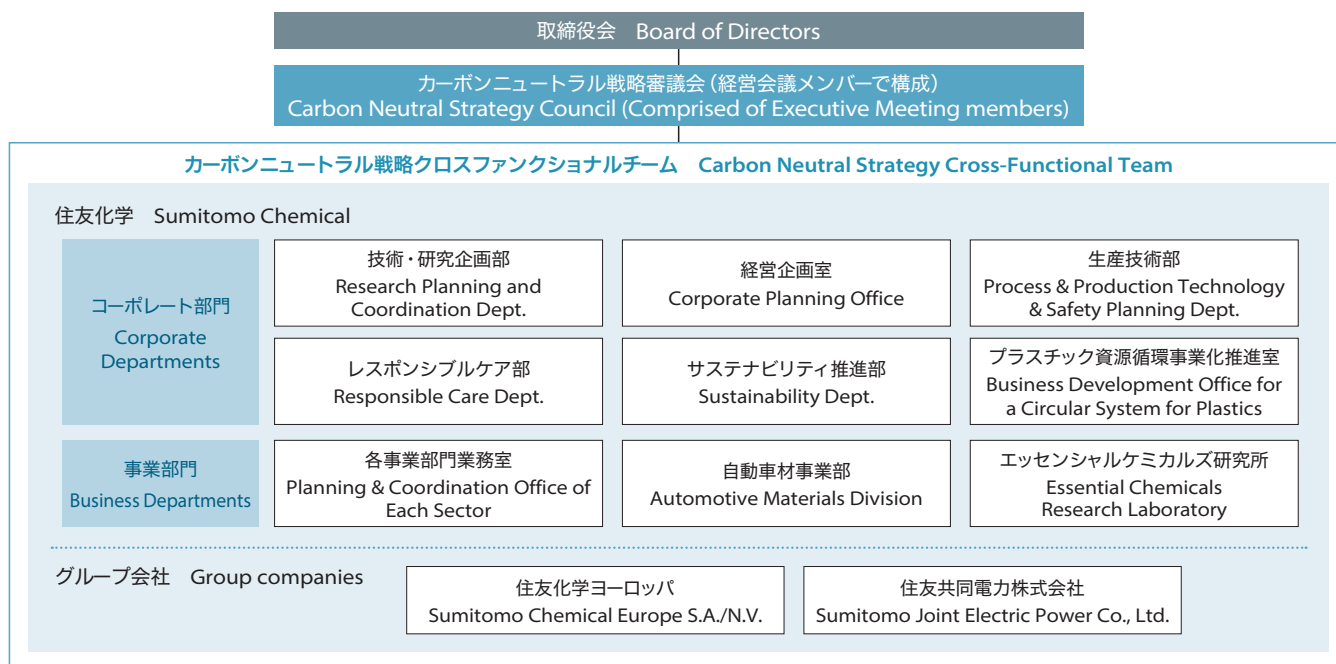 取締役会 Board of Directors
カーボンニュートラル戦略審議会（経営会議メンバーで構成）
Carbon Neutral Strategy Council (Comprised of Executive Meeting members)
カーボンニュートラル戦略クロスファンクショナルチーム Carbon Neutral Strategy Cross-Functional Team
住友化学 Sumitomo Chemical
コーポレート部門
Corporate
Departments
技術・研究企画部
Research Planning and
Coordination Dept.
経営企画室
Corporate Planning Office
生産技術部
Process & Production Technology
& Safety Planning Dept.
レスポンシブルケア部
Responsible Care Dept.
サステナビリティ推進部
Sustainability Dept.
プラスチック資源循環事業化推進室
Business Development Office for
a Circular System for Plastics
事業部門
Business Departments
各事業部門業務室
Planning & Coordination Office of
Each Sector
自動車材事業部
Automotive Materials Division
エッセンシャルケミカルズ研究所
Essential Chemicals
Research Laboratory
グループ会社 Group companies
住友化学ヨーロッパ
Sumitomo Chemical Europe S.A./N.V.
住友共同電力株式会社
Sumitomo Joint Electric Power Co., Ltd.